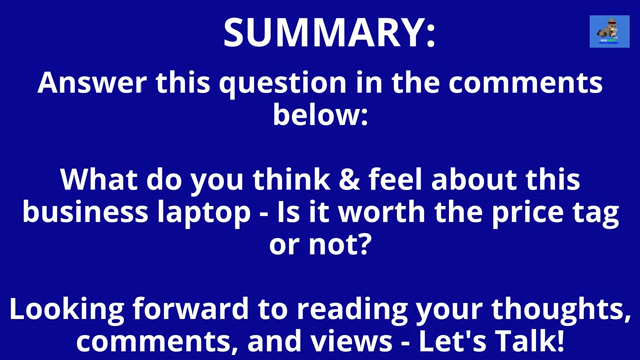 SUMMARY:
Answer this question in the comments
below:
What do you think & feel about this
business laptop - Is it worth the price tag
or not?
Looking forward to reading your thoughts,
comments, and views - Let's Talk!